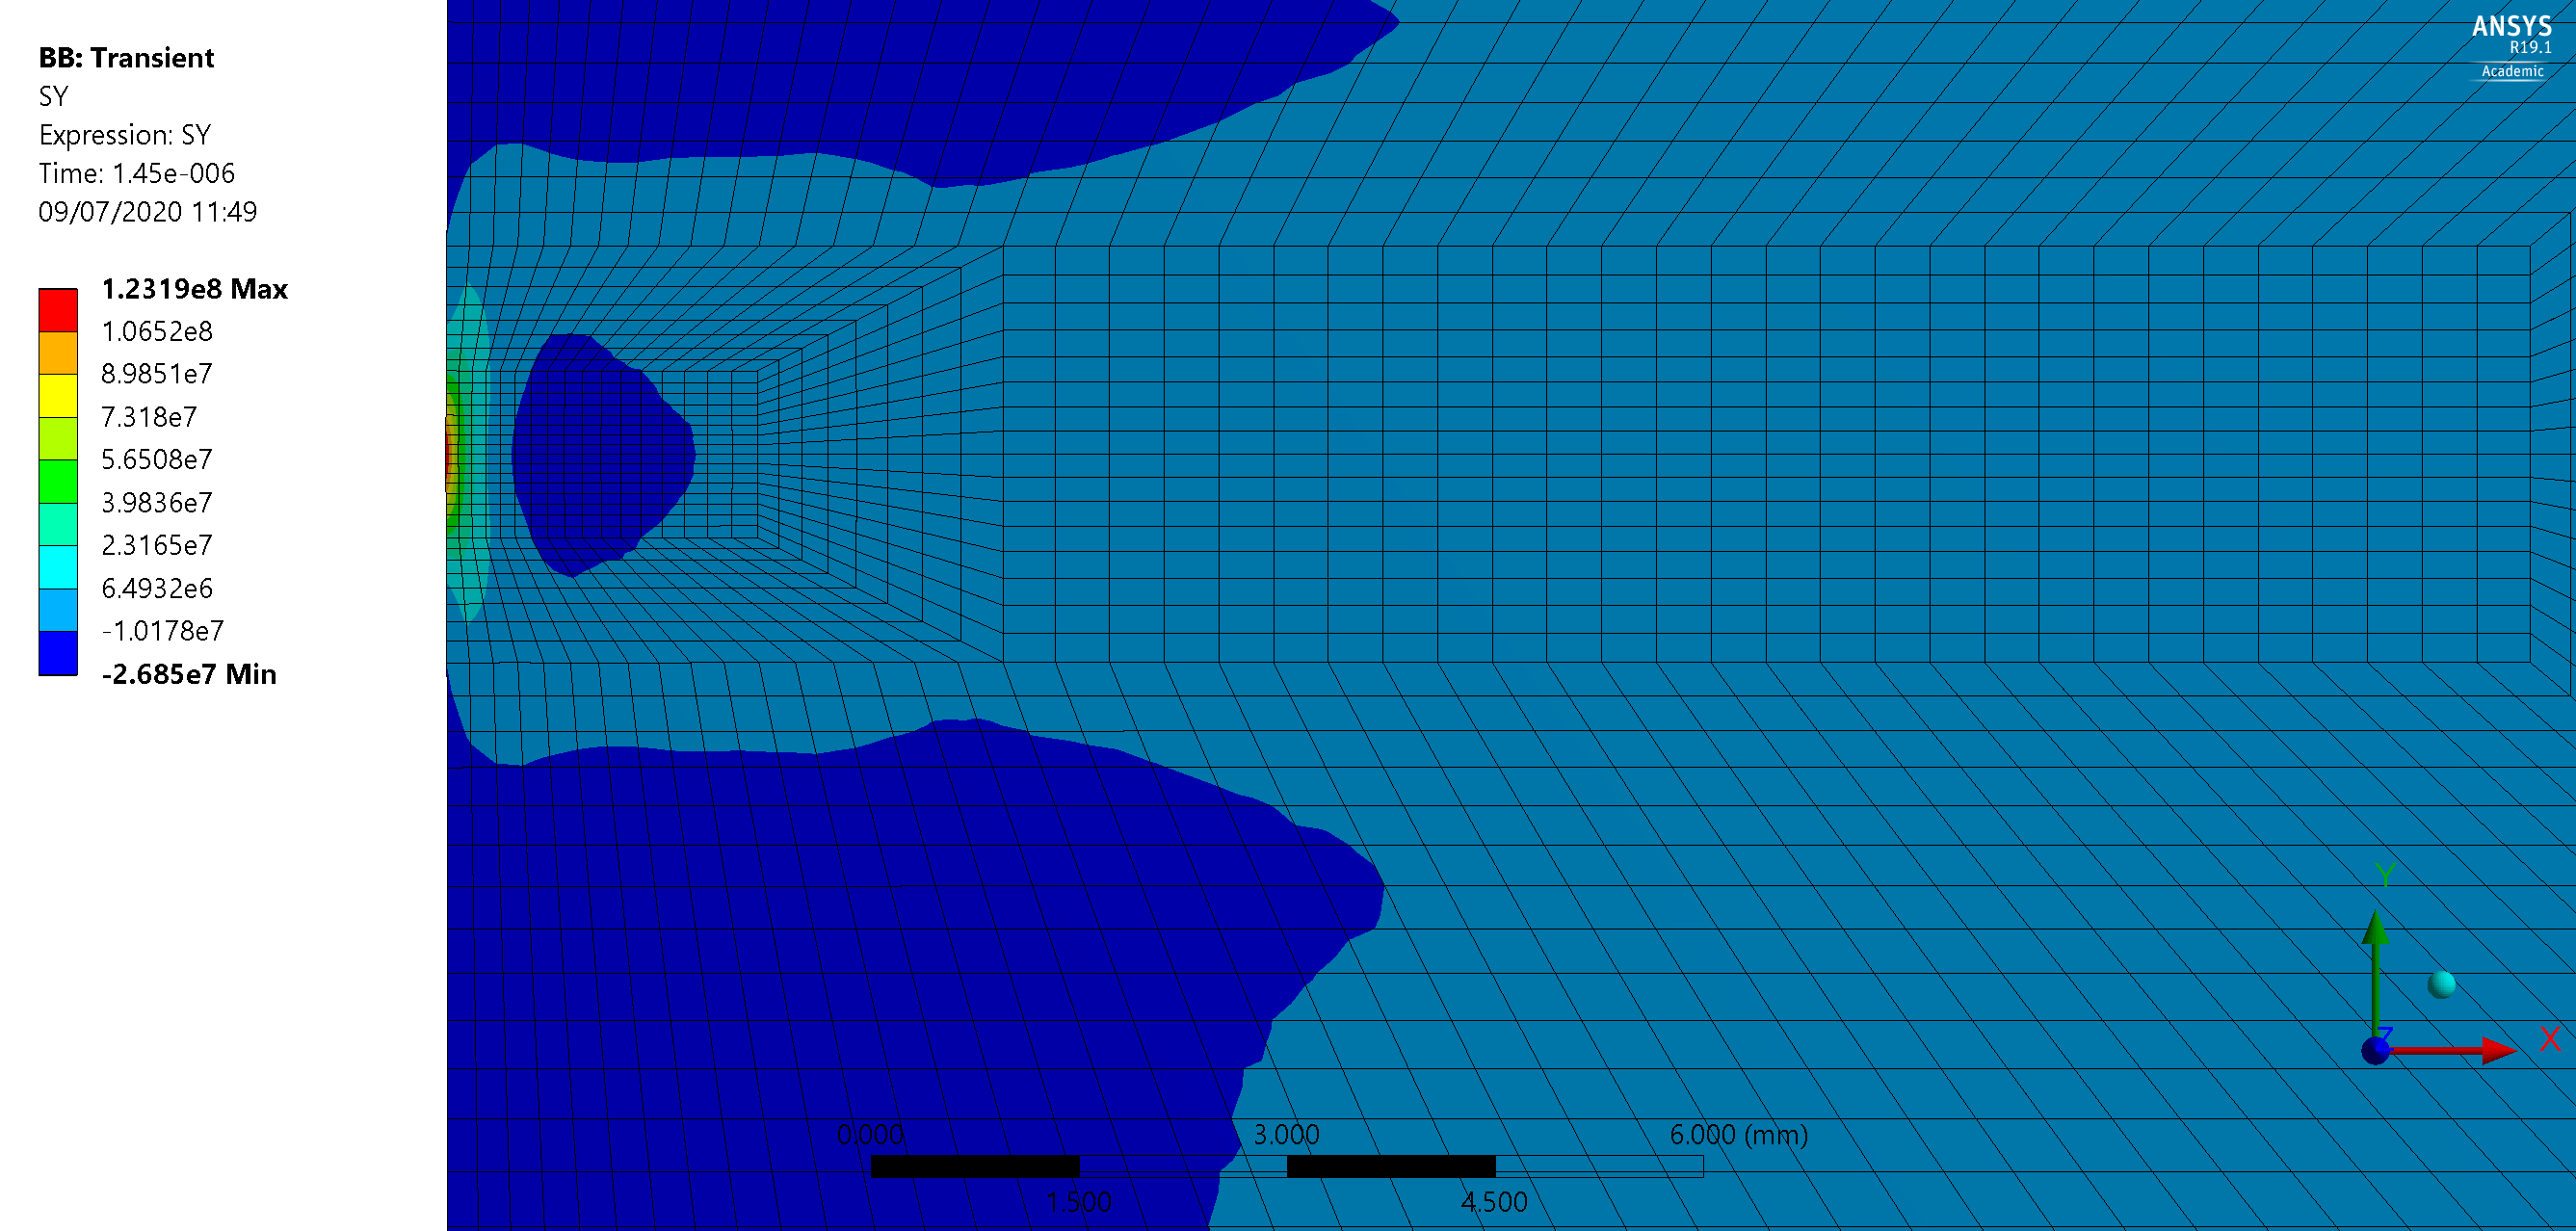 BB: Transient
SY
Expression: SY
Time: 1.45e-006
09/07/2020 11:49
1.2319e8 Max
1.0652e8
8.9851e7
7.318e7
5.6508e7
3.9836e7
2.3165e7
6.4932e6
-1.0178e7
-2.685e7 Min
ANSYS
R19.1
Academic
Y
Z
X
0.000
3.000
6.000 (mm)
1.500
4.500